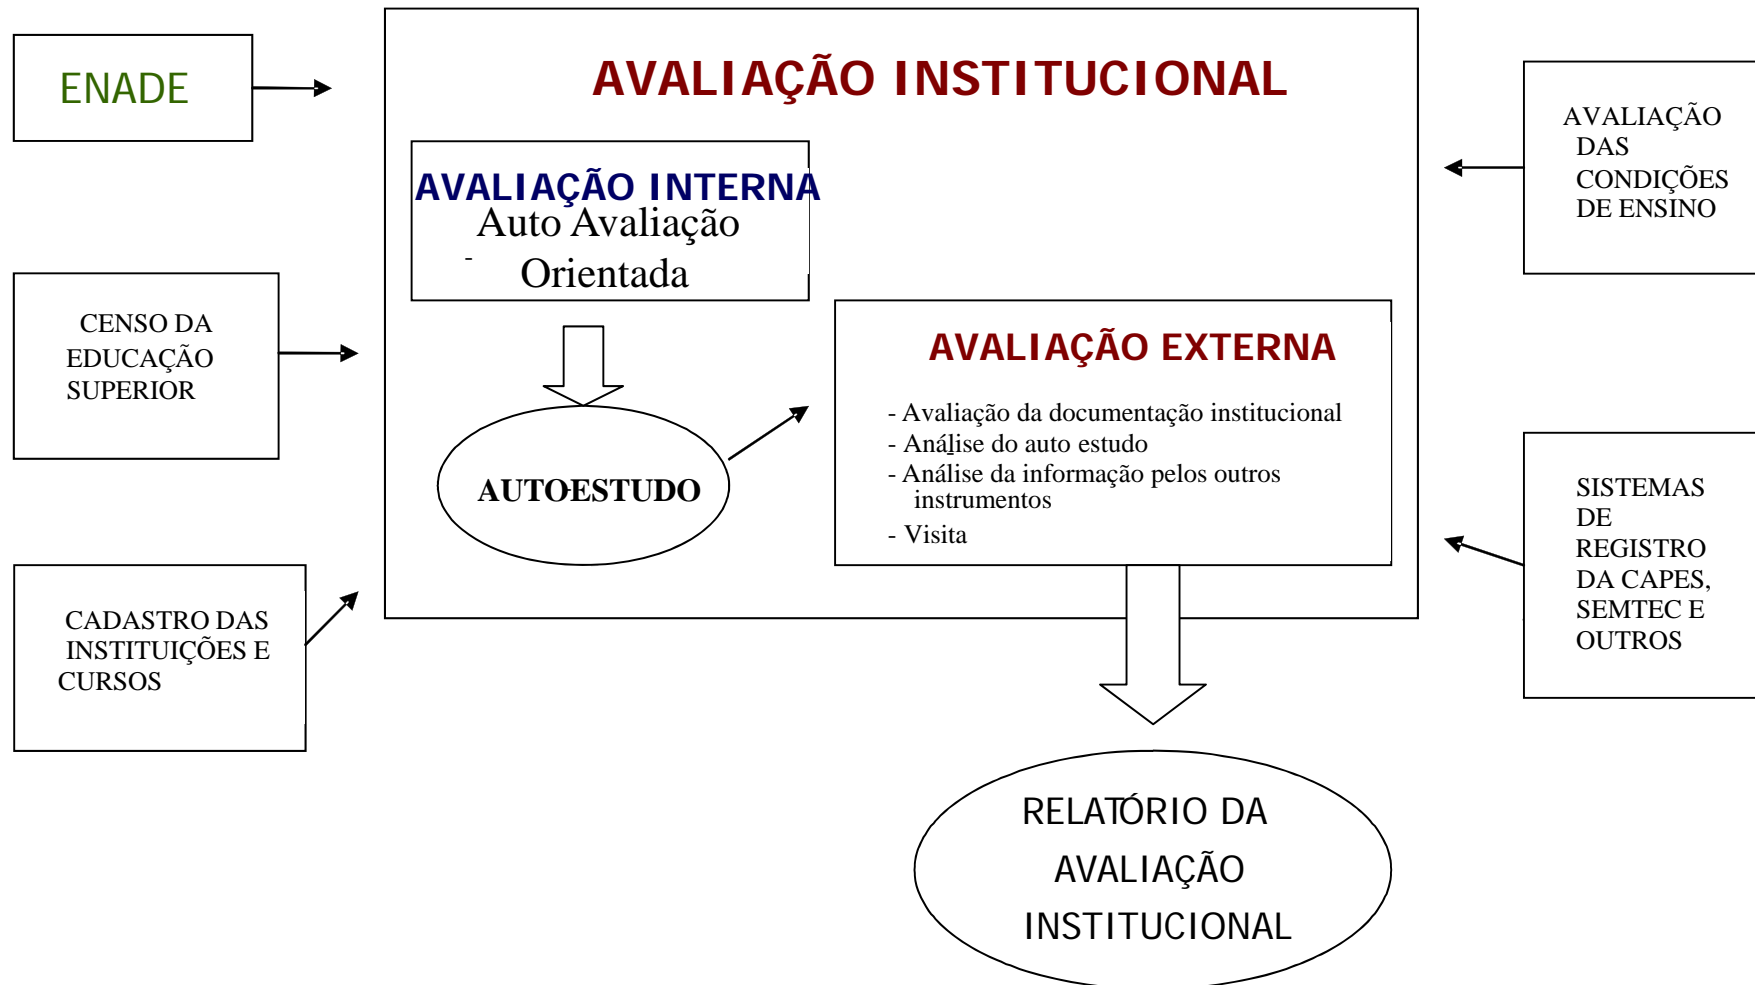 ENADE
CENSO DA
EDUCAÇÃO
SUPERIOR
CADASTRO DAS
INSTITUIÇÕES E
CURSOS
AVALIAÇÃO INSTITUCIONAL
AVALIAÇÃO INTERNA
Auto Avaliação
-
Orientada
AUTO-ESTUDO
AVALIAÇÃO EXTERNA
- Avaliação da documentação institucional
- Análise do auto estudo
- Análise da informação pelos outros
instrumentos
- Visita
RELATÓRIO DA
AVALIAÇÃO
INSTITUCIONAL
AVALIAÇÃO
DAS
CONDIÇÕES
DE ENSINO
SISTEMAS
DE
REGISTRO
DA CAPES,
SEMTEC E
OUTROS